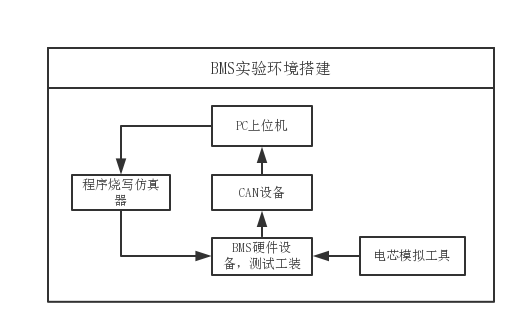 BMS实验环境搭建
PC上位机
程序烧写仿真
器
CAN设备
BMS硬件设
备，测试工装
电芯模拟工具